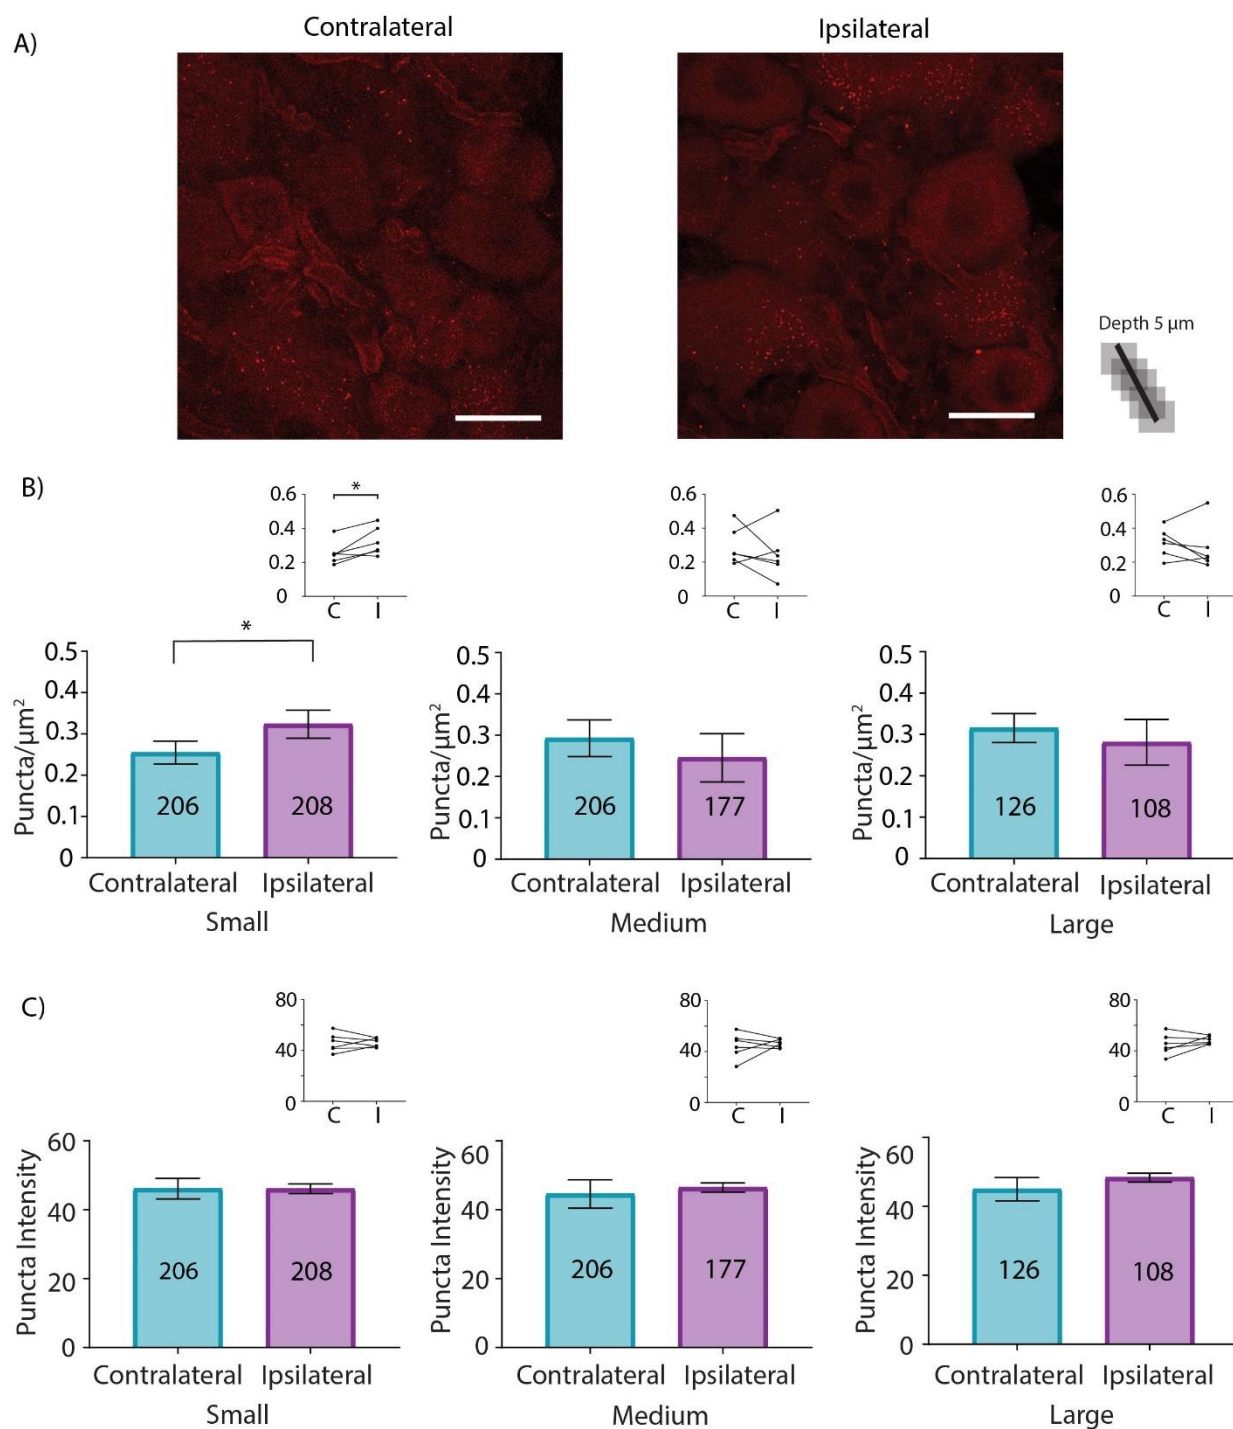 A)
Contralateral
Ipsilateral
Depth 5 μm
B)
0.6
0.4
0.2
0
*
C I
0.6
0.4
0.2
0
C I
0.6
0.4
0.2
0
C I
*
Puncta/μm²
0.5
0.4
0.3
0.2
0.1
0
206 208
Contralateral Ipsilateral
Small
Puncta/μm²
0.5
0.4
0.3
0.2
0.1
0
206 177
Contralateral Ipsilateral
Medium
Puncta/μm²
0.5
0.4
0.3
0.2
0.1
0
126 108
Contralateral Ipsilateral
Large
C)
80
40
0
C I
80
40
0
C I
80
40
0
C I
Puncta Intensity
60
40
20
0
206 208
Contralateral Ipsilateral
Small
Puncta Intensity
60
40
20
0
206 177
Contralateral Ipsilateral
Medium
Puncta Intensity
60
40
20
0
126 108
Contralateral Ipsilateral
Large